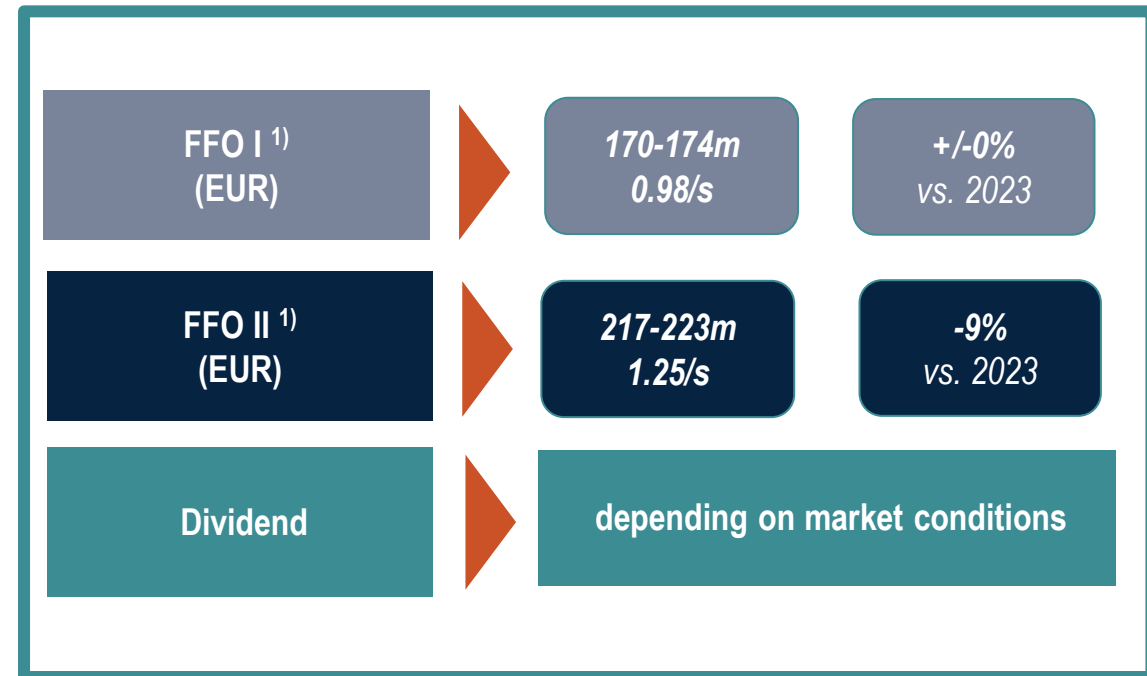 FFO I 1)
(EUR)
170-174m
0.98/s
+/-0%
vs. 2023
FFO II 1)
(EUR)
217-223m
1.25/s
-9%
vs. 2023
Dividend
depending on market conditions